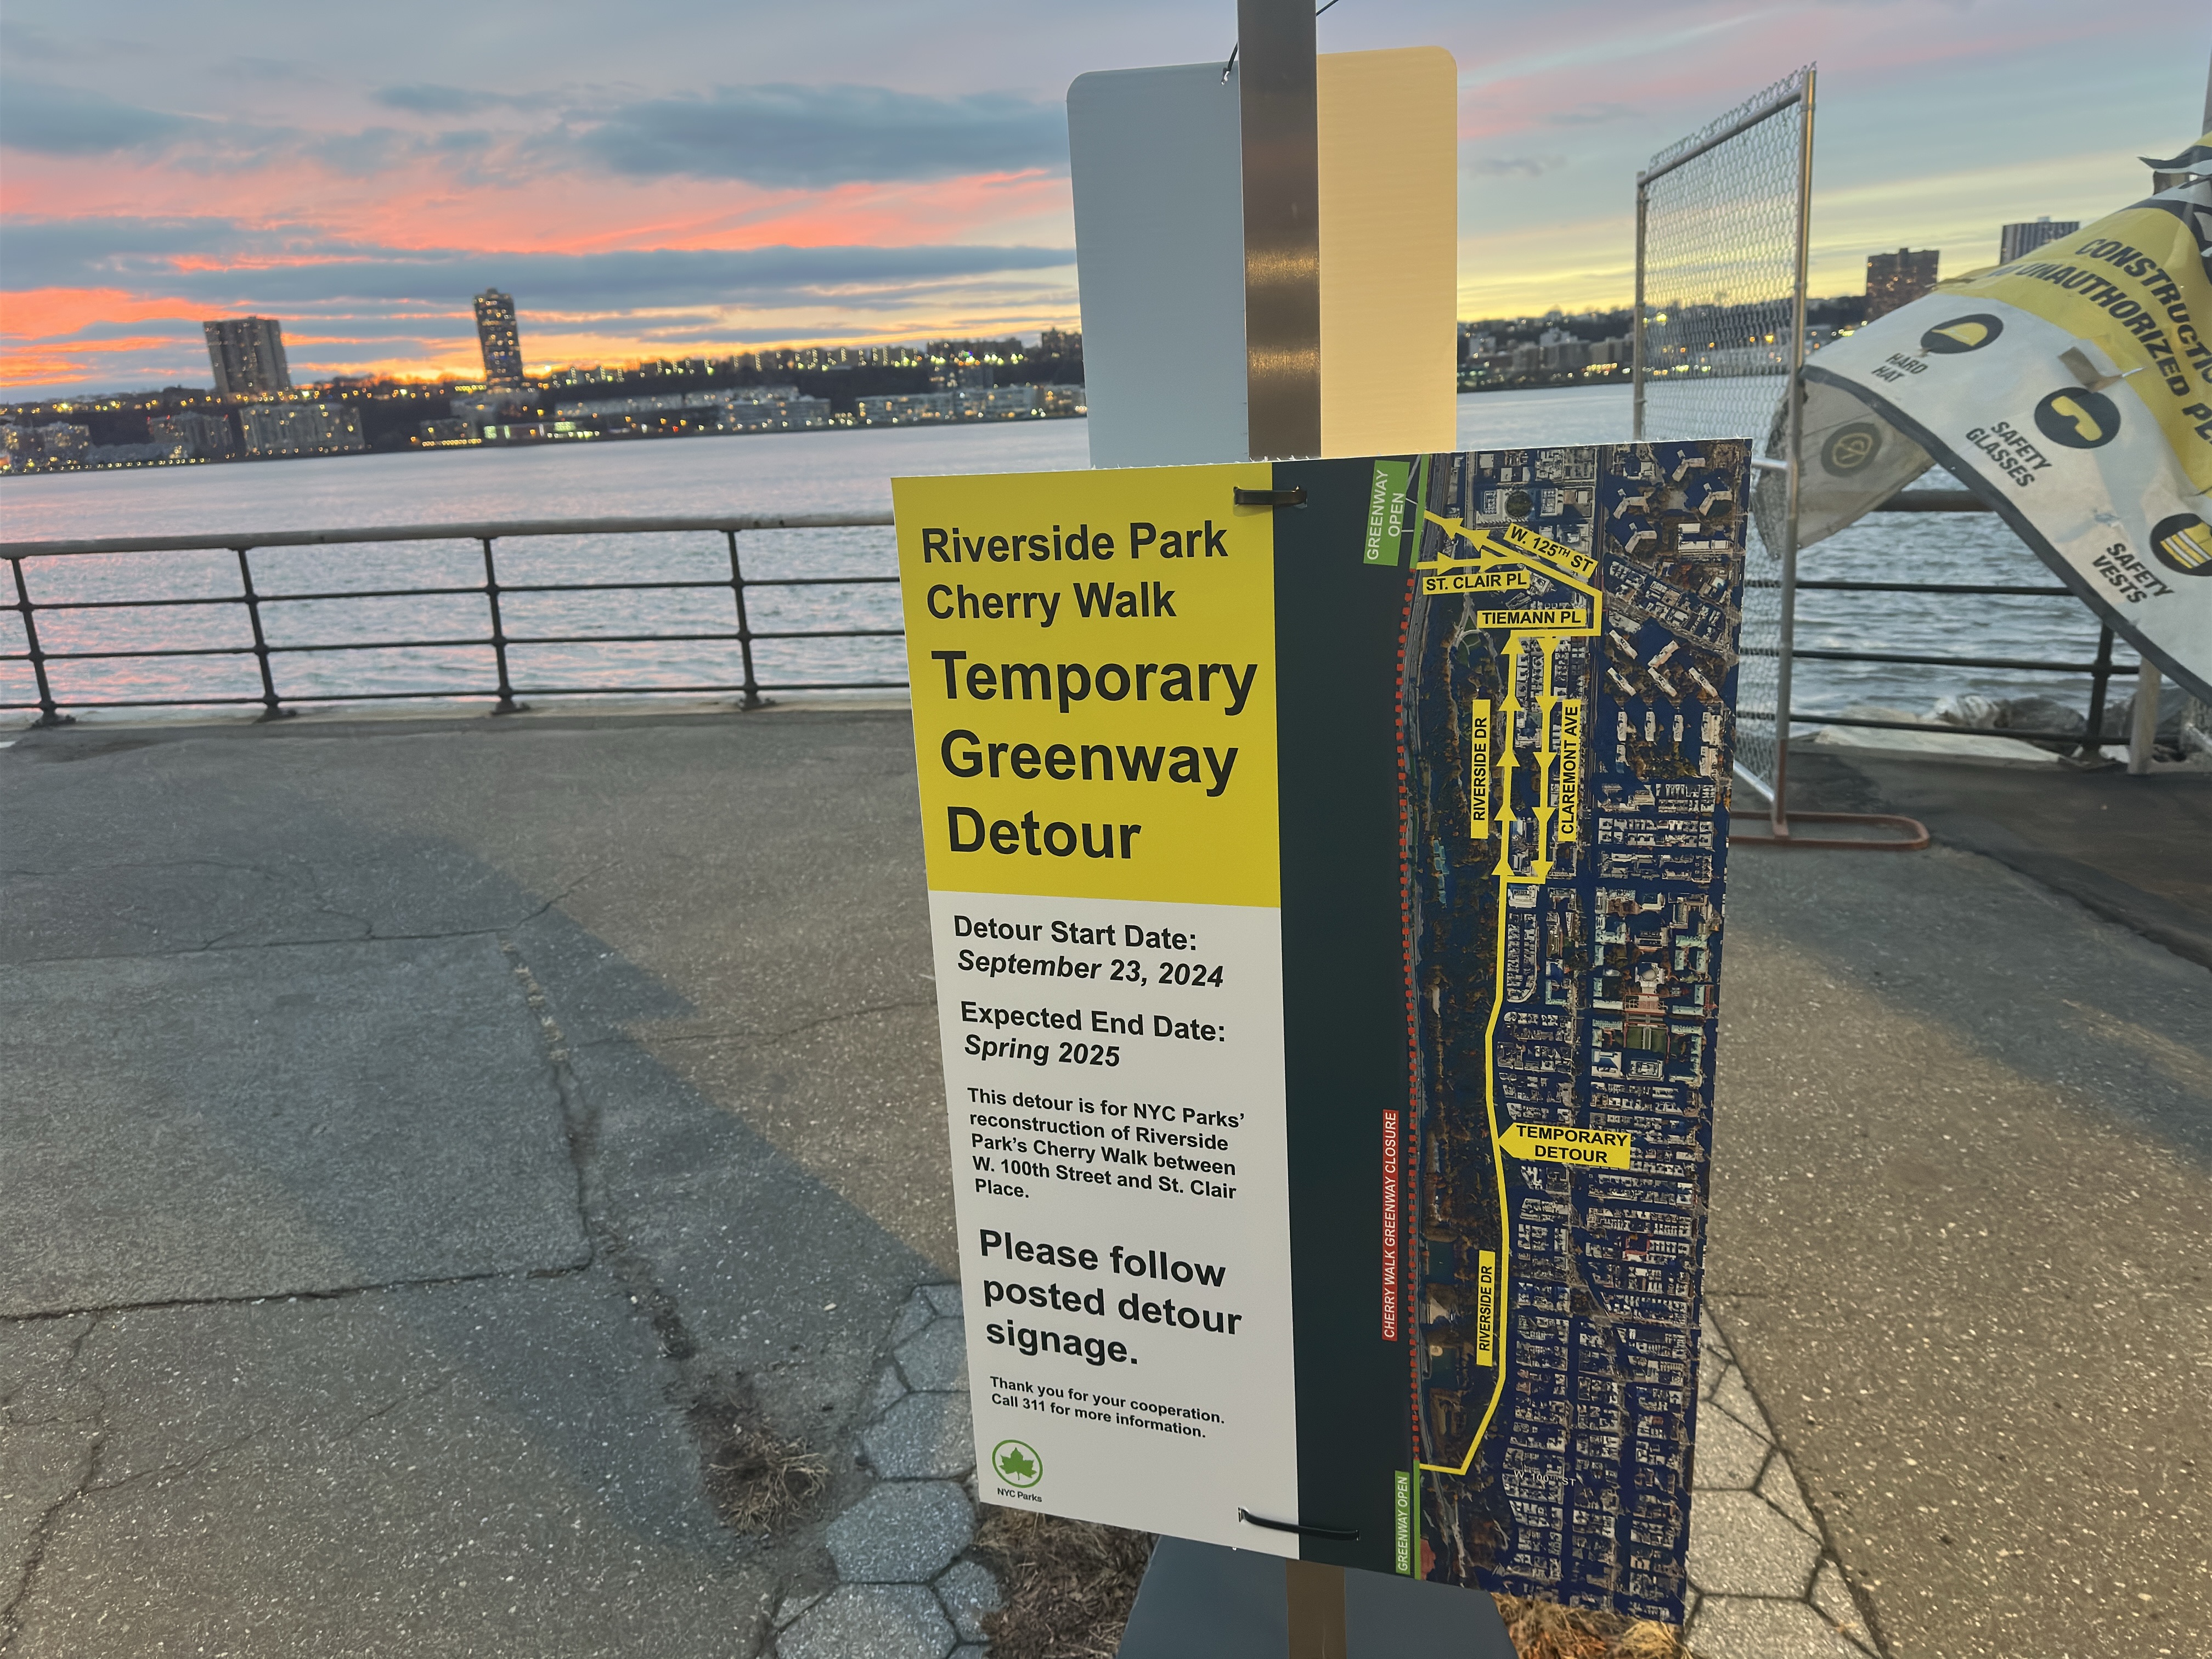 Riverside Park
Cherry Walk
Temporary
Greenway
Detour
Detour Start Date:
September 23, 2024
Expected End Date:
Spring 2025
This detour is for NYC Parks'
reconstruction of Riverside
Park's Cherry Walk between
W. 100th Street and St. Clair
Place.
Please follow
posted detour
signage.
Thank you for your cooperation.
Call 311 for more information.
NYC Parks
GREENWAY
OPEN
W. 125TH ST
ST. CLAIR PL
TIEMANN PL
RIVERSIDE DR
CLAREMONT AVE
CHERRY WALK GREENWAY CLOSURE
TEMPORARY
DETOUR
RIVERSIDE DR
W. 100TH ST
GREENWAY OPEN
UNAUTHORIZED
HARD
HAT
SAFETY
GLASSES
SAFETY
VESTS